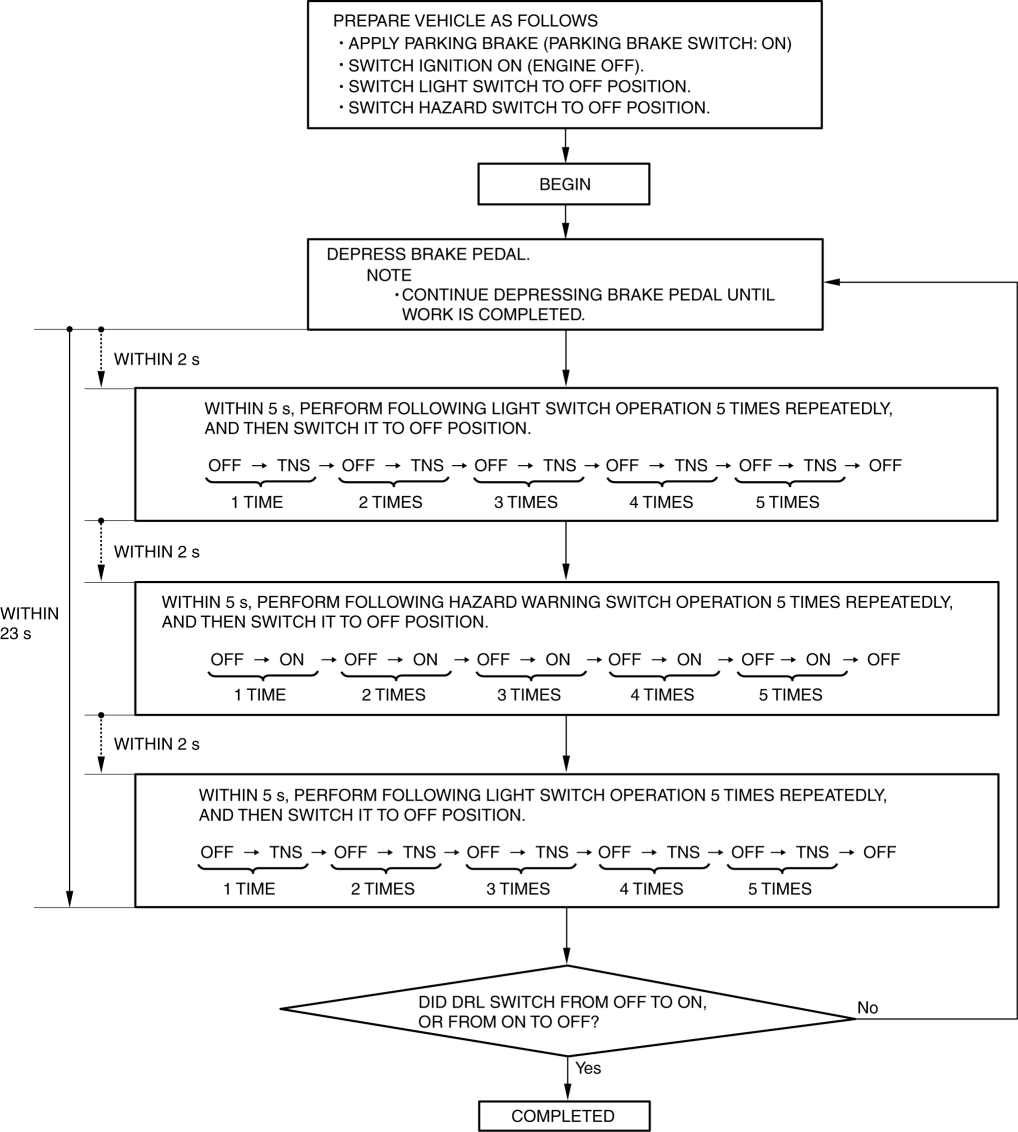 PREPARE VEHICLE AS FOLLOWS
・APPLY PARKING BRAKE (PARKING BRAKE SWITCH: ON)
・SWITCH IGNITION ON (ENGINE OFF).
・SWITCH LIGHT SWITCH TO OFF POSITION.
・SWITCH HAZARD SWITCH TO OFF POSITION.
BEGIN
DEPRESS BRAKE PEDAL.
NOTE
・CONTINUE DEPRESSING BRAKE PEDAL UNTIL
WORK IS COMPLETED.
WITHIN 2 s
WITHIN 5 s, PERFORM FOLLOWING LIGHT SWITCH OPERATION 5 TIMES REPEATEDLY,
AND THEN SWITCH IT TO OFF POSITION.
OFF → TNS → OFF → TNS → OFF → TNS → OFF → TNS → OFF → TNS → OFF
1 TIME 2 TIMES 3 TIMES 4 TIMES 5 TIMES
WITHIN 2 s
WITHIN
23 s
WITHIN 5 s, PERFORM FOLLOWING HAZARD WARNING SWITCH OPERATION 5 TIMES REPEATEDLY,
AND THEN SWITCH IT TO OFF POSITION.
OFF → ON → OFF → ON → OFF → ON → OFF → ON → OFF → ON → OFF
1 TIME 2 TIMES 3 TIMES 4 TIMES 5 TIMES
WITHIN 2 s
WITHIN 5 s, PERFORM FOLLOWING LIGHT SWITCH OPERATION 5 TIMES REPEATEDLY,
AND THEN SWITCH IT TO OFF POSITION.
OFF → TNS → OFF → TNS → OFF → TNS → OFF → TNS → OFF → TNS → OFF
1 TIME 2 TIMES 3 TIMES 4 TIMES 5 TIMES
DID DRL SWITCH FROM OFF TO ON,
OR FROM ON TO OFF?
No
Yes
COMPLETED